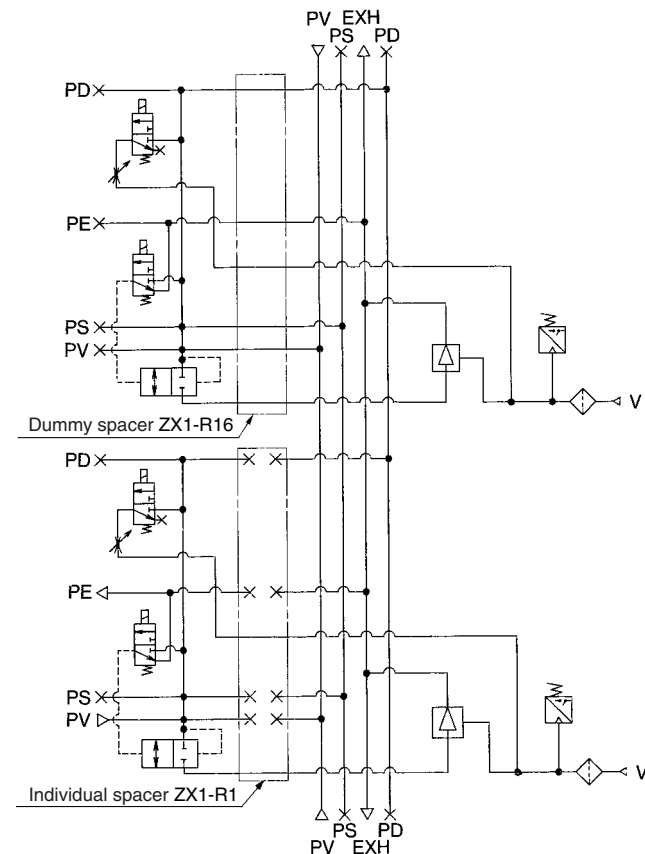 PV EXH
PS PD
PD
PE
PS
PV
V
Dummy spacer ZX1-R16
PD
PE
PS
PV
V
Individual spacer ZX1-R1
PS PD
PV EXH